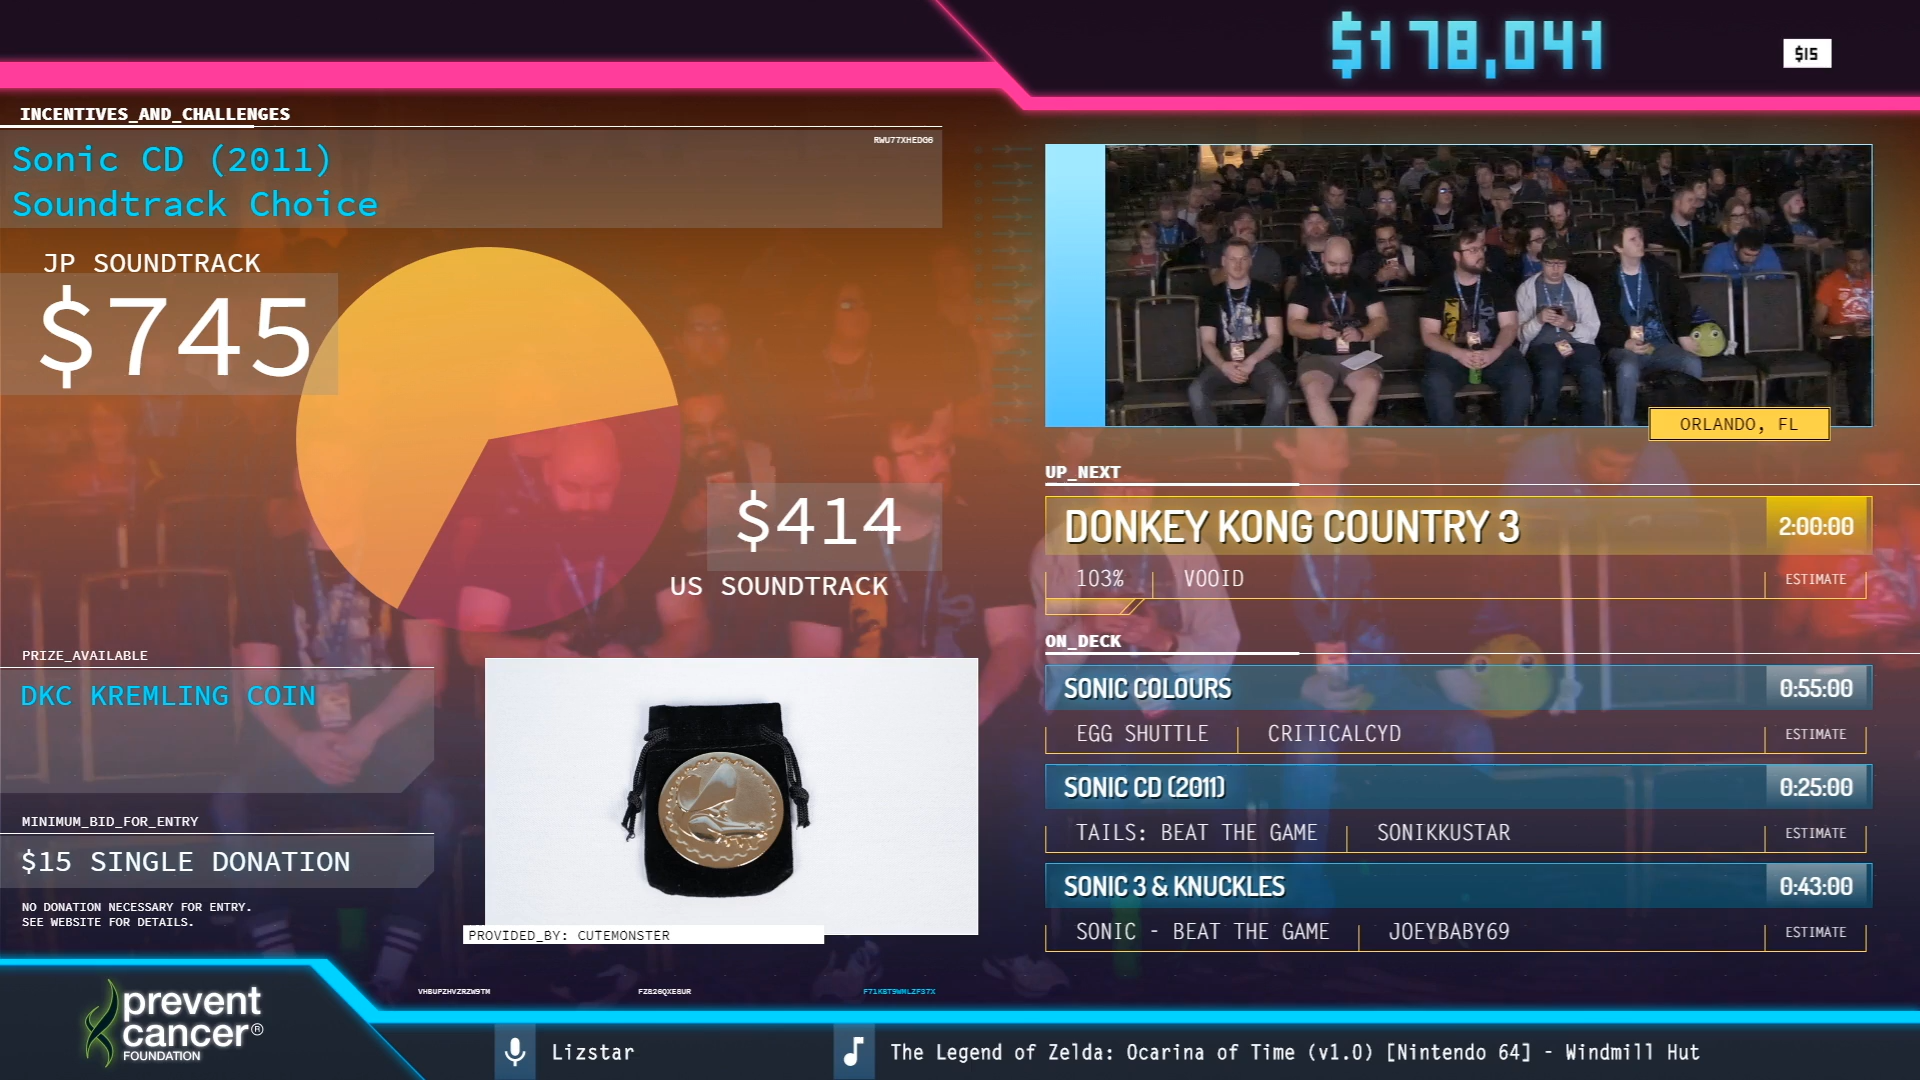 $178,041
$15
INCENTIVES_AND_CHALLENGES
RWU77XHEDG6
Sonic CD (2011)
Soundtrack Choice
JP SOUNDTRACK
$745
$414
US SOUNDTRACK
PRIZE_AVAILABLE
DKC KREMLING COIN
MINIMUM_BID_FOR_ENTRY
$15 SINGLE DONATION
NO DONATION NECESSARY FOR ENTRY.
SEE WEBSITE FOR DETAILS.
PROVIDED_BY: CUTEMONSTER
ORLANDO, FL
UP_NEXT
DONKEY KONG COUNTRY 3
2:00:00
103%
VOOID
ESTIMATE
ON_DECK
SONIC COLOURS
0:55:00
EGG SHUTTLE
CRITICALCYD
ESTIMATE
SONIC CD (2011)
0:25:00
TAILS: BEAT THE GAME
SONIKKUSTAR
ESTIMATE
SONIC 3 & KNUCKLES
0:43:00
SONIC - BEAT THE GAME
JOEYBABY69
ESTIMATE
prevent
cancer®
FOUNDATION
Lizstar
The Legend of Zelda: Ocarina of Time (v1.0) [Nintendo 64] - Windmill Hut